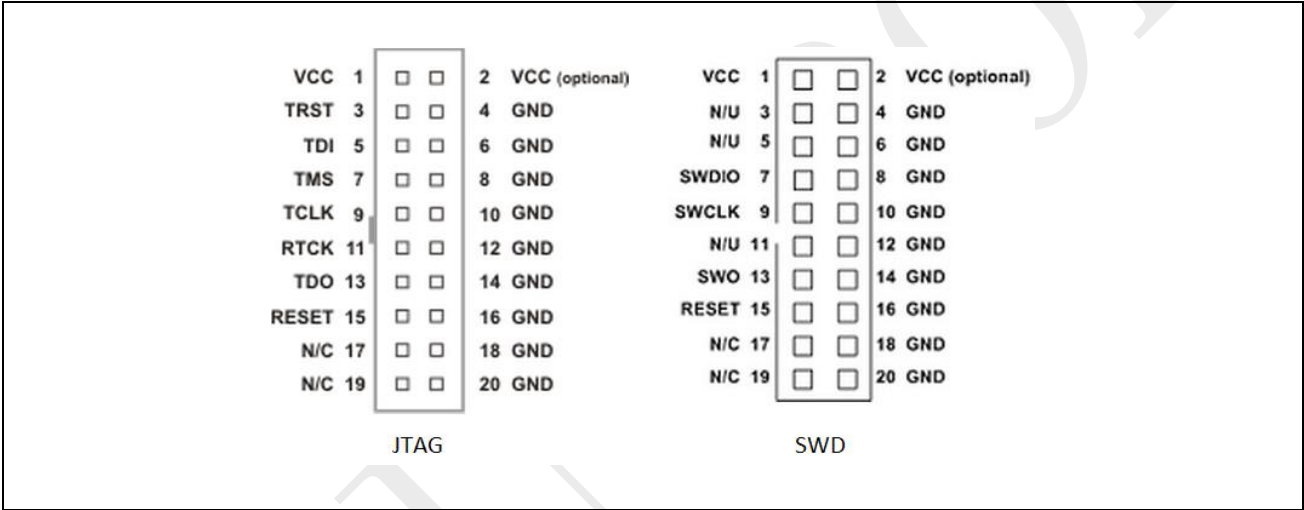 VCC 1 2 VCC (optional)
TRST 3 4 GND
TDI 5 6 GND
TMS 7 8 GND
TCLK 9 10 GND
RTCK 11 12 GND
TDO 13 14 GND
RESET 15 16 GND
N/C 17 18 GND
N/C 19 20 GND
JTAG
VCC 1 2 VCC (optional)
N/U 3 4 GND
N/U 5 6 GND
SWDIO 7 8 GND
SWCLK 9 10 GND
N/U 11 12 GND
SWO 13 14 GND
RESET 15 16 GND
N/C 17 18 GND
N/C 19 20 GND
SWD